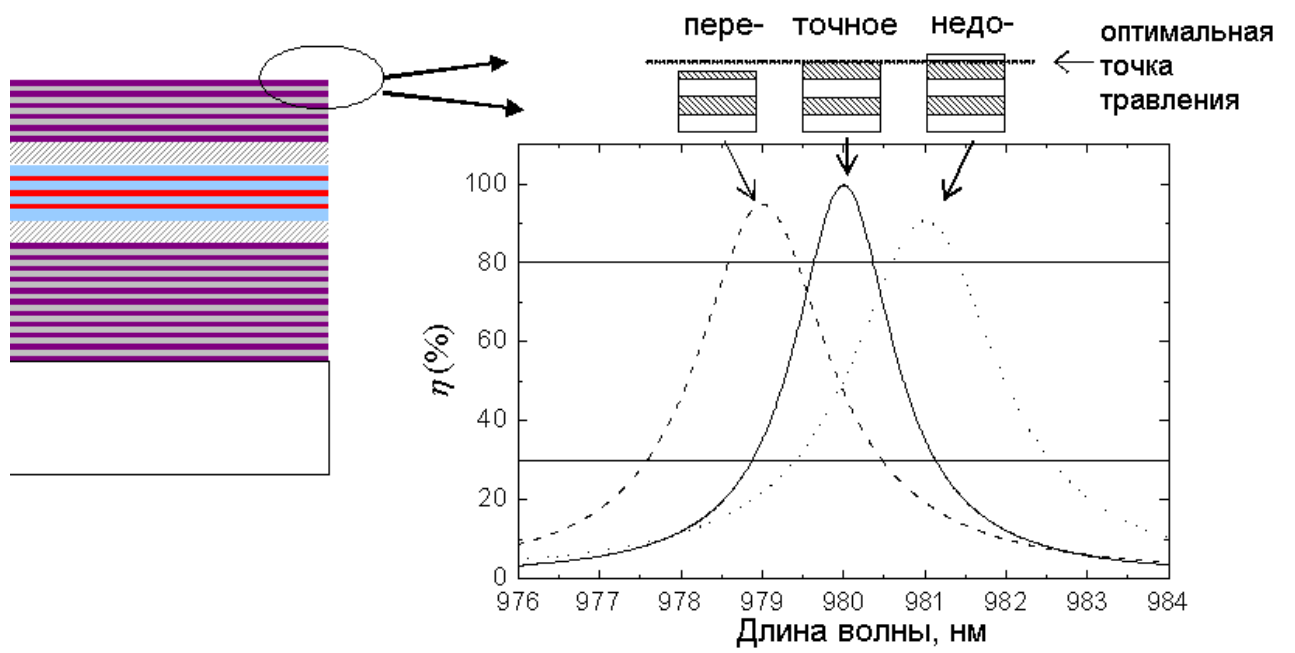 пере- точное недо-
оптимальная
точка
травления
100
80
60
40
20
0
η (%)
976 977 978 979 980 981 982 983 984
Длина волны, нм